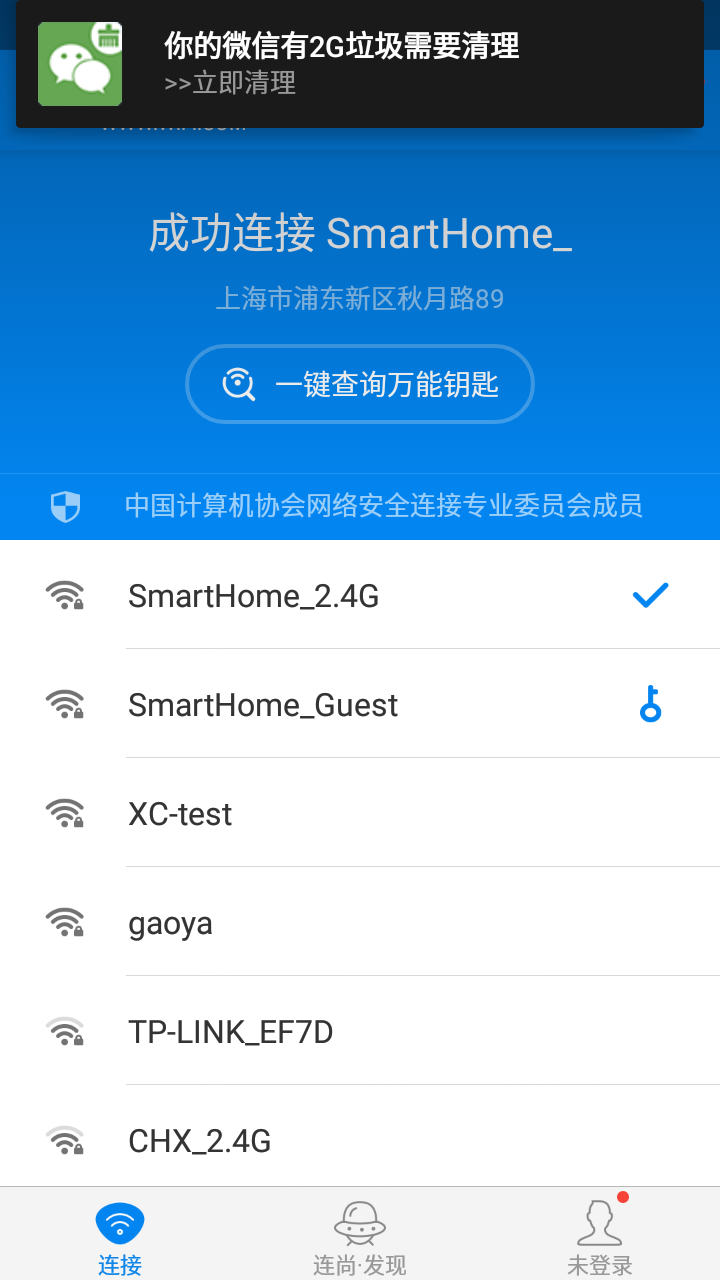 你的微信有2G垃圾需要清理
>>立即清理
成功连接 SmartHome_
上海市浦东新区秋月路89
一键查询万能钥匙
中国计算机协会网络安全连接专业委员会成员
SmartHome_2.4G
SmartHome_Guest
XC-test
gaoya
TP-LINK_EF7D
CHX_2.4G
连接
连尚·发现
未登录